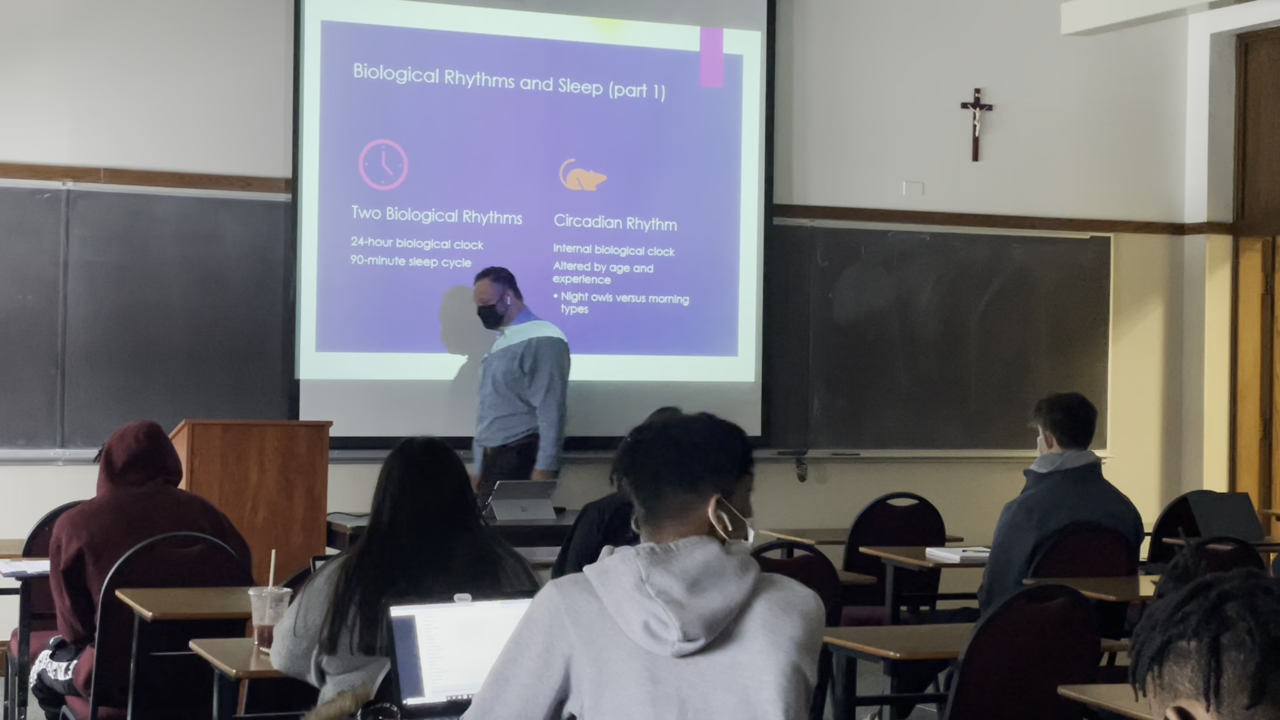 Biological Rhythms and Sleep (part 1)
Two Biological Rhythms
24-hour biological clock
90-minute sleep cycle
Circadian Rhythm
Internal biological clock
Altered by age and
experience
• Night owls versus morning
types